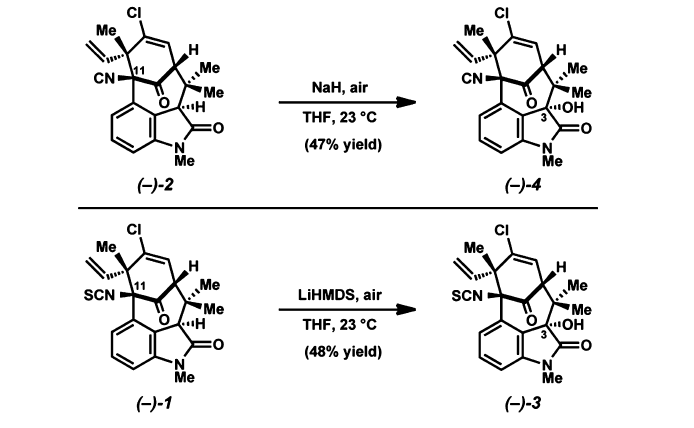 Cl
Me
H
11
CN
Me
Me
O
H
O
N
Me
(–)-2
NaH, air
THF, 23 °C
(47% yield)
Cl
Me
H
CN
Me
Me
O
3
OH
O
N
Me
(–)-4
Cl
Me
H
11
SCN
Me
Me
O
H
O
N
Me
(–)-1
LiHMDS, air
THF, 23 °C
(48% yield)
Cl
Me
H
SCN
Me
Me
O
3
OH
O
N
Me
(–)-3